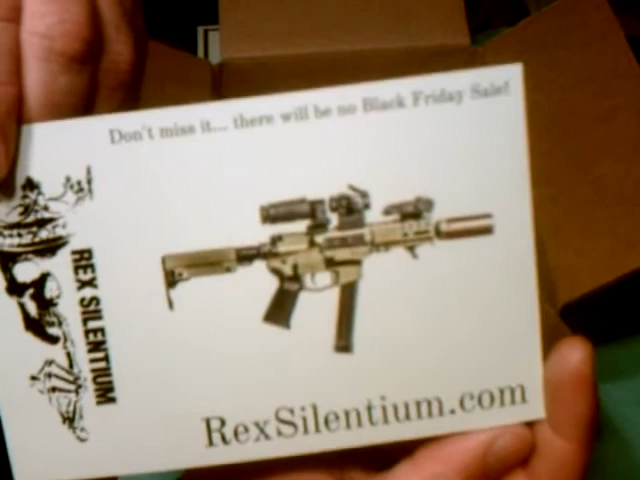 Don't miss it... there will be no Black Friday Sale!
REX SILENTIUM
RexSilentium.com